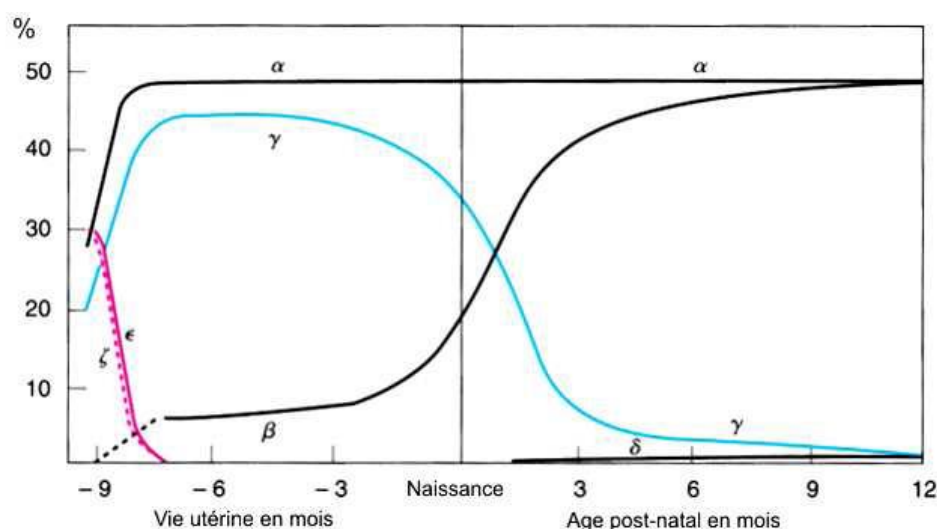 %
50
40
30
20
10
α
α
γ
ϵ
ζ
β
γ
δ
– 9 – 6 – 3 Naissance 3 6 9 12
Vie utérine en mois Age post-natal en mois